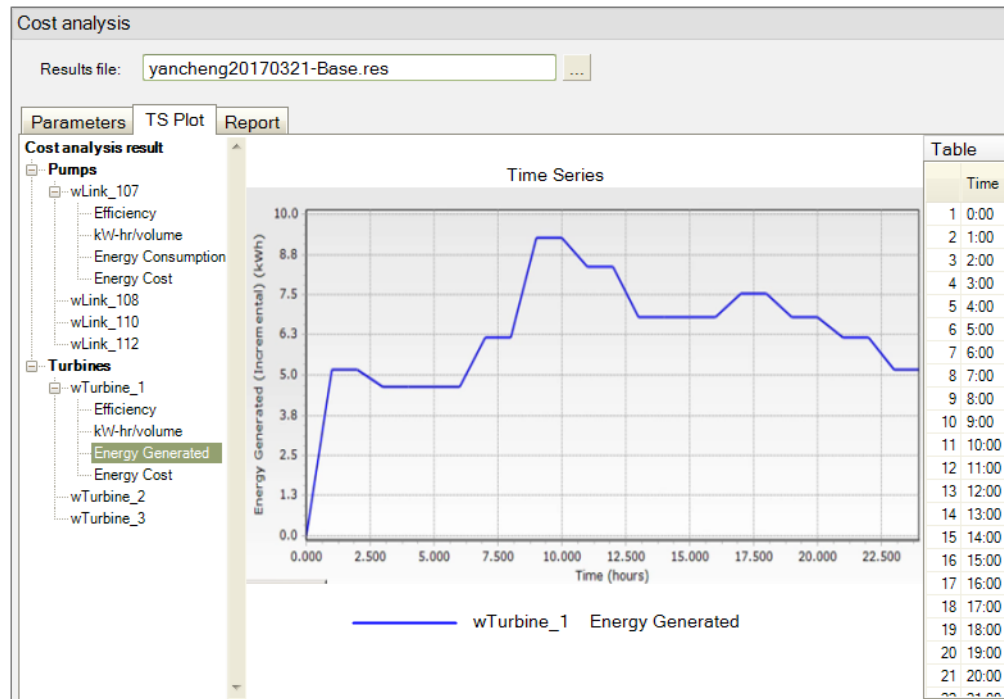 Cost analysis
Results file: yancheng20170321-Base.res ...
Parameters TS Plot Report
Cost analysis result
Pumps
wLink_107
Efficiency
kW-hr/volume
Energy Consumption
Energy Cost
wLink_108
wLink_110
wLink_112
Turbines
wTurbine_1
Efficiency
kW-hr/volume
Energy Generated
Energy Cost
wTurbine_2
wTurbine_3
Time Series
Energy Generated (Incremental) (kWh)
10.0
8.8
7.5
6.3
5.0
3.8
2.5
1.3
0.0
0.000 2.500 5.000 7.500 10.000 12.500 15.000 17.500 20.000 22.500
Time (hours)
wTurbine_1 Energy Generated
Table
Time
1 0:00
2 1:00
3 2:00
4 3:00
5 4:00
6 5:00
7 6:00
8 7:00
9 8:00
10 9:00
11 10:00
12 11:00
13 12:00
14 13:00
15 14:00
16 15:00
17 16:00
18 17:00
19 18:00
20 19:00
21 20:00